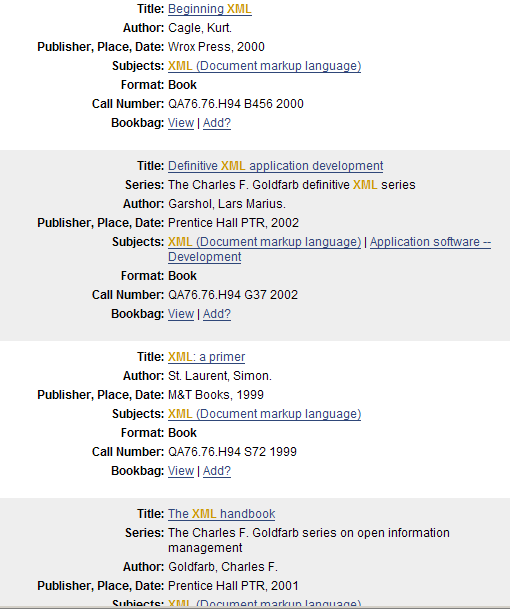 Title: Beginning XML
Author: Cagle, Kurt.
Publisher, Place, Date: Wrox Press, 2000
Subjects: XML (Document markup language)
Format: Book
Call Number: QA76.76.H94 B456 2000
Bookbag: View | Add?
Title: Definitive XML application development
Series: The Charles F. Goldfarb definitive XML series
Author: Garshol, Lars Marius.
Publisher, Place, Date: Prentice Hall PTR, 2002
Subjects: XML (Document markup language) | Application software --
Development
Format: Book
Call Number: QA76.76.H94 G37 2002
Bookbag: View | Add?
Title: XML: a primer
Author: St. Laurent, Simon.
Publisher, Place, Date: M&T Books, 1999
Subjects: XML (Document markup language)
Format: Book
Call Number: QA76.76.H94 S72 1999
Bookbag: View | Add?
Title: The XML handbook
Series: The Charles F. Goldfarb series on open information
management
Author: Goldfarb, Charles F.
Publisher, Place, Date: Prentice Hall PTR, 2001
Subjects: XML (Document markup language)